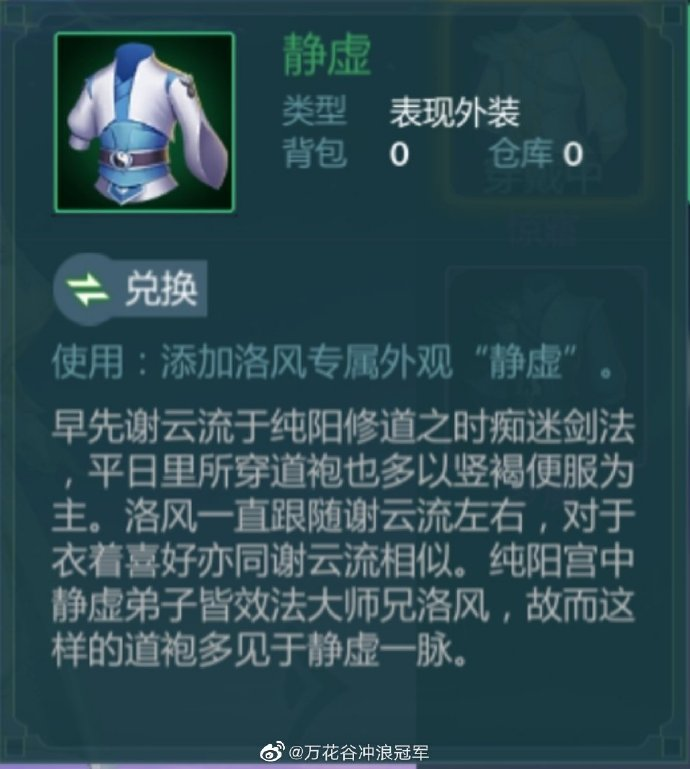 静虚
类型 表现外装
背包 0 仓库 0
穿戴中
兑换
使用：添加洛风专属外观“静虚”。
早先谢云流于纯阳修道之时痴迷剑法
，平日里所穿道袍也多以竖褐便服为
主。洛风一直跟随谢云流左右，对于
衣着喜好亦同谢云流相似。纯阳宫中
静虚弟子皆效法大师兄洛风，故而这
样的道袍多见于静虚一脉。
@万花谷冲浪冠军